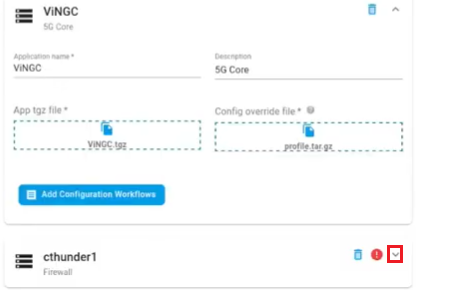 ViNGC
5G Core
Application name *
ViNGC
Description
5G Core
App tgz file *
ViNGC.tgz
Config override file *
profile.tar.gz
Add Configuration Workflows
cthunder1
Firewall